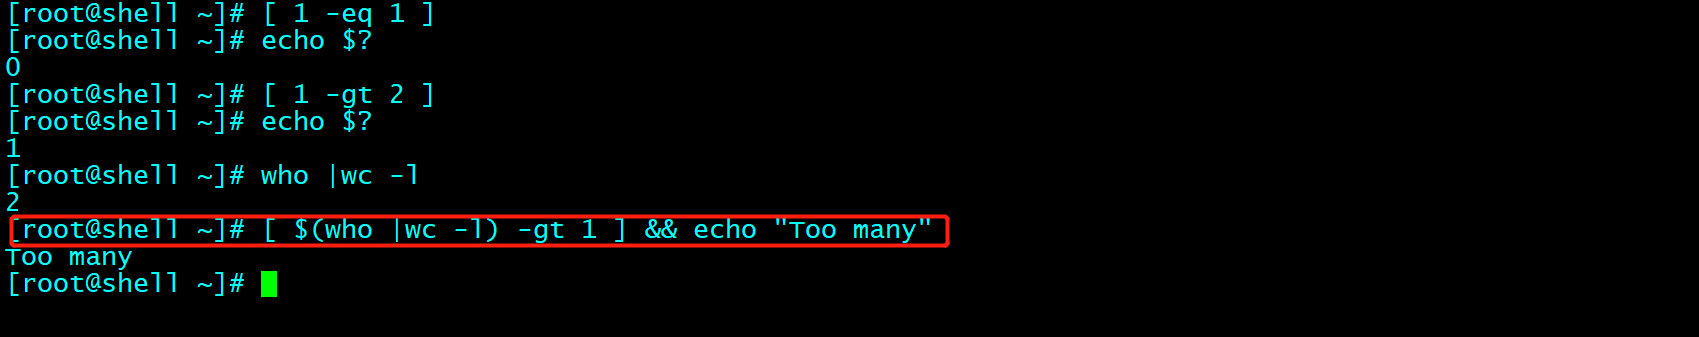 [root@shell ~]# [ 1 -eq 1 ]
[root@shell ~]# echo $?
0
[root@shell ~]# [ 1 -gt 2 ]
[root@shell ~]# echo $?
1
[root@shell ~]# who |wc -l
2
[root@shell ~]# [ $(who |wc -l) -gt 1 ] && echo "Too many"
Too many
[root@shell ~]#